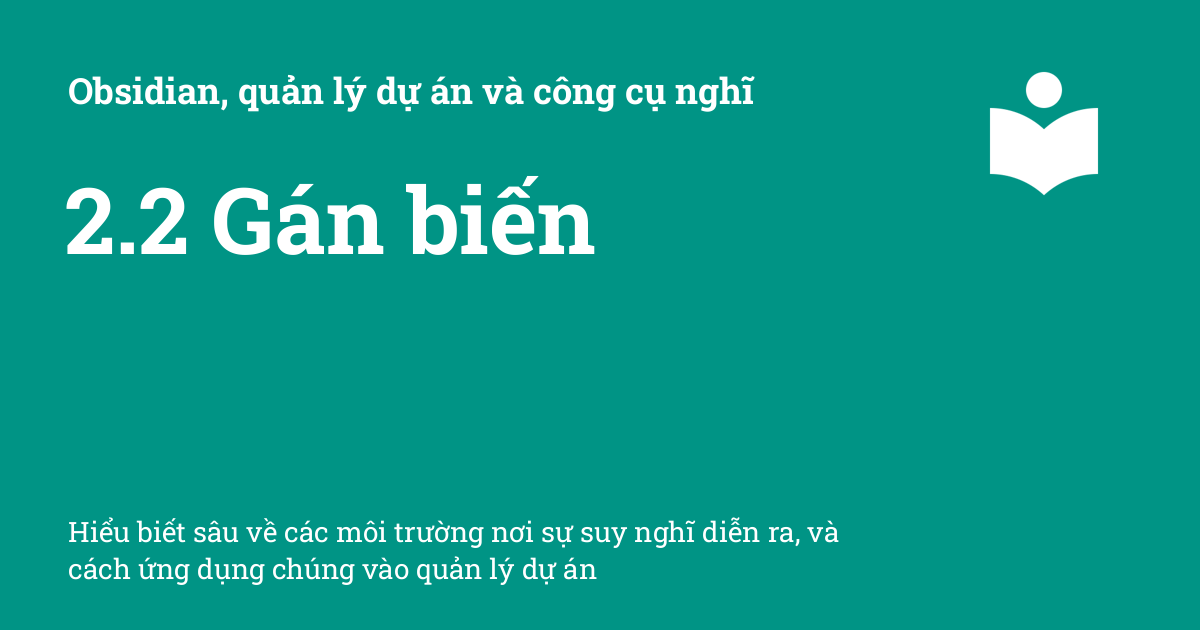 Obsidian, quản lý dự án và công cụ nghĩ
2.2 Gán biến
Hiểu biết sâu về các môi trường nơi sự suy nghĩ diễn ra, và
cách ứng dụng chúng vào quản lý dự án